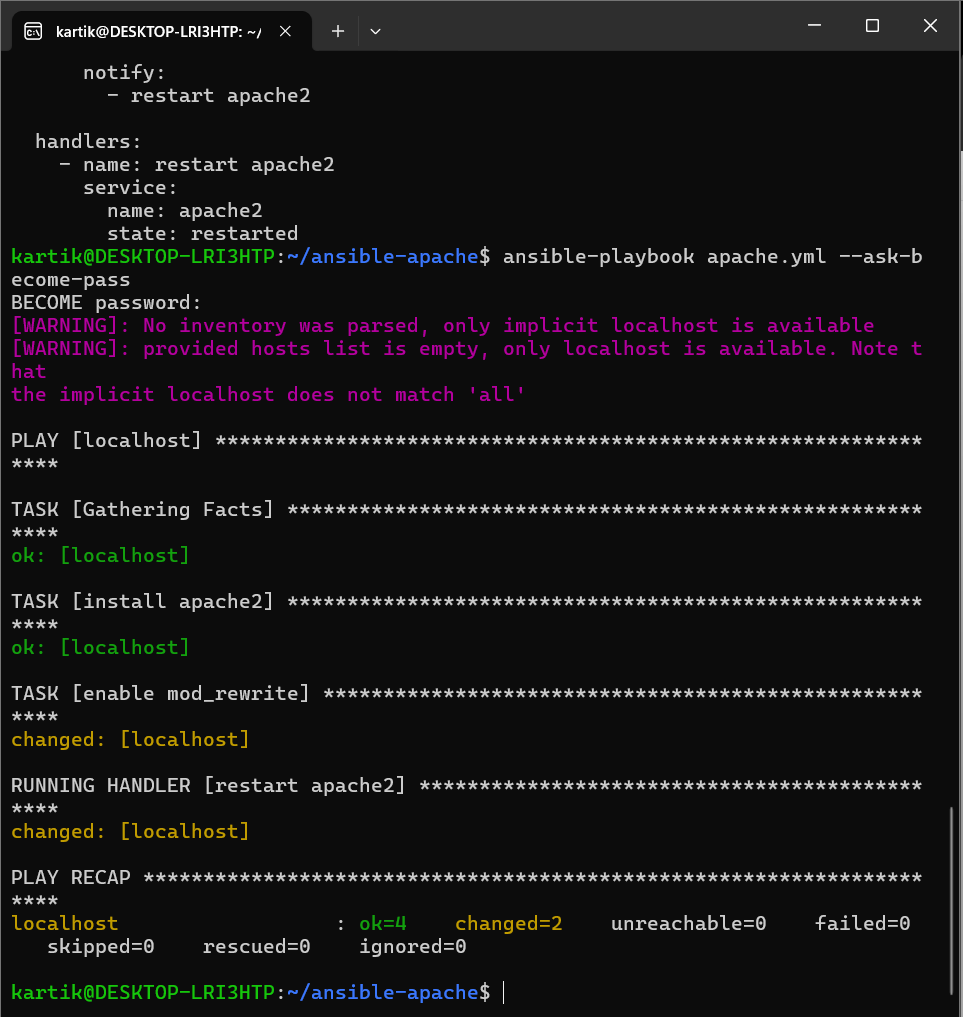 kartik@DESKTOP-LRI3HTP: ~/
      notify:
        - restart apache2

  handlers:
    - name: restart apache2
      service:
        name: apache2
        state: restarted
kartik@DESKTOP-LRI3HTP:~/ansible-apache$ ansible-playbook apache.yml --ask-b
ecome-pass
BECOME password:
[WARNING]: No inventory was parsed, only implicit localhost is available
[WARNING]: provided hosts list is empty, only localhost is available. Note t
hat
the implicit localhost does not match 'all'

PLAY [localhost] ***********************************************************
****

TASK [Gathering Facts] *****************************************************
****
ok: [localhost]

TASK [install apache2] *****************************************************
****
ok: [localhost]

TASK [enable mod_rewrite] **************************************************
****
changed: [localhost]

RUNNING HANDLER [restart apache2] ******************************************
****
changed: [localhost]

PLAY RECAP *****************************************************************
****
localhost                  : ok=4    changed=2    unreachable=0    failed=0
   skipped=0    rescued=0    ignored=0

kartik@DESKTOP-LRI3HTP:~/ansible-apache$